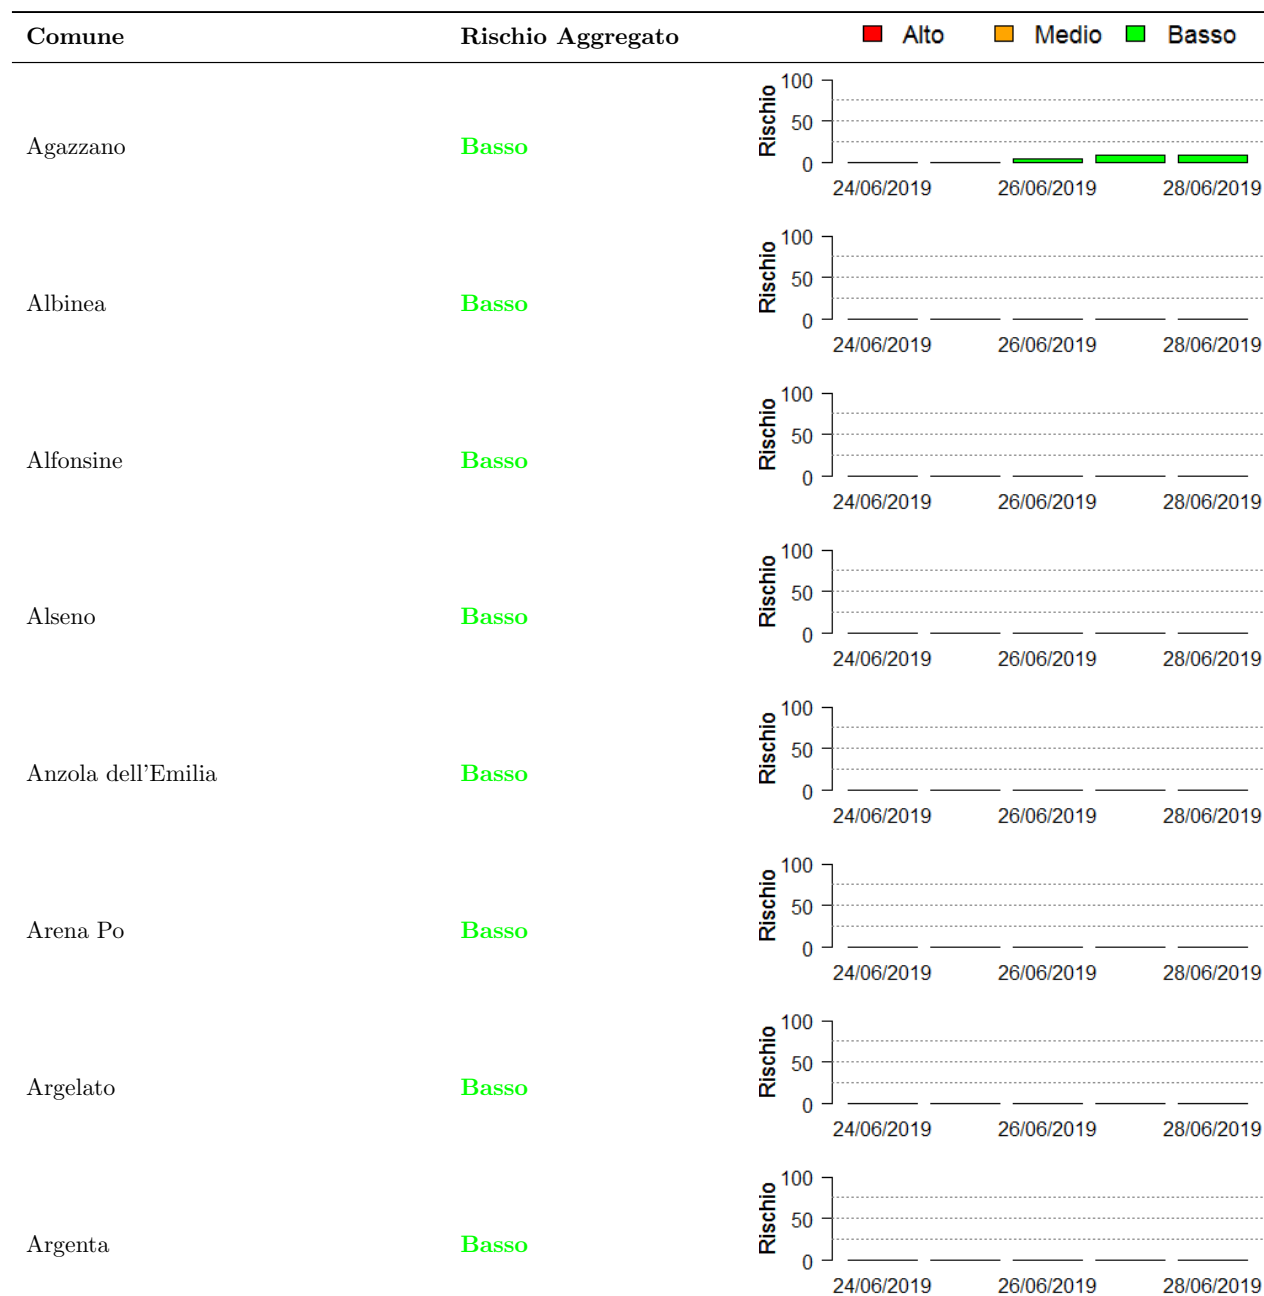 Comune Rischio Aggregato Alto Medio Basso
100
50
0
Rischio
Agazzano Basso
24/06/2019 26/06/2019 28/06/2019
100
50
0
Rischio
Albinea Basso
24/06/2019 26/06/2019 28/06/2019
100
50
0
Rischio
Alfonsine Basso
24/06/2019 26/06/2019 28/06/2019
100
50
0
Rischio
Alseno Basso
24/06/2019 26/06/2019 28/06/2019
100
50
0
Rischio
Anzola dell'Emilia Basso
24/06/2019 26/06/2019 28/06/2019
100
50
0
Rischio
Arena Po Basso
24/06/2019 26/06/2019 28/06/2019
100
50
0
Rischio
Argelato Basso
24/06/2019 26/06/2019 28/06/2019
100
50
0
Rischio
Argenta Basso
24/06/2019 26/06/2019 28/06/2019